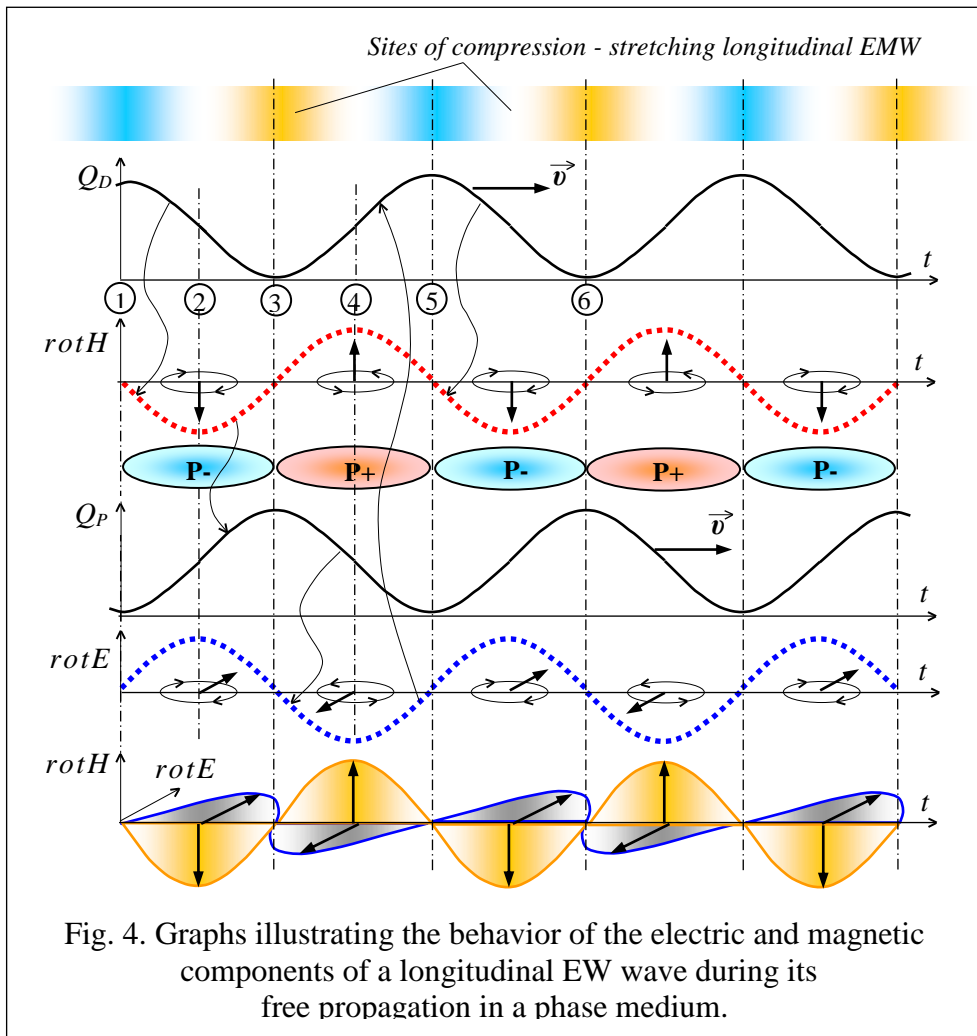 Sites of compression - stretching longitudinal EMW
Q_D
v
t
1 2 3 4 5 6
rotH
t
P- P+ P- P+ P-
Q_P
v
t
rotE
t
rotH
rotE
t
Fig. 4. Graphs illustrating the behavior of the electric and magnetic
components of a longitudinal EW wave during its
free propagation in a phase medium.